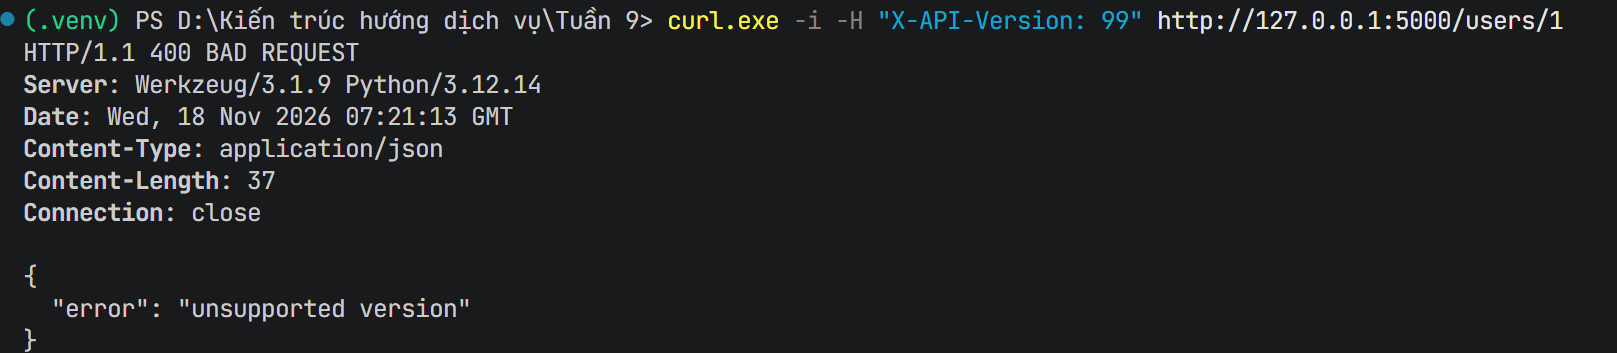 (.venv) PS D:\Kiến trúc hướng dịch vụ\Tuần 9> curl.exe -i -H "X-API-Version: 99" http://127.0.0.1:5000/users/1
HTTP/1.1 400 BAD REQUEST
Server: Werkzeug/3.1.9 Python/3.12.14
Date: Wed, 18 Nov 2026 07:21:13 GMT
Content-Type: application/json
Content-Length: 37
Connection: close

{
  "error": "unsupported version"
}